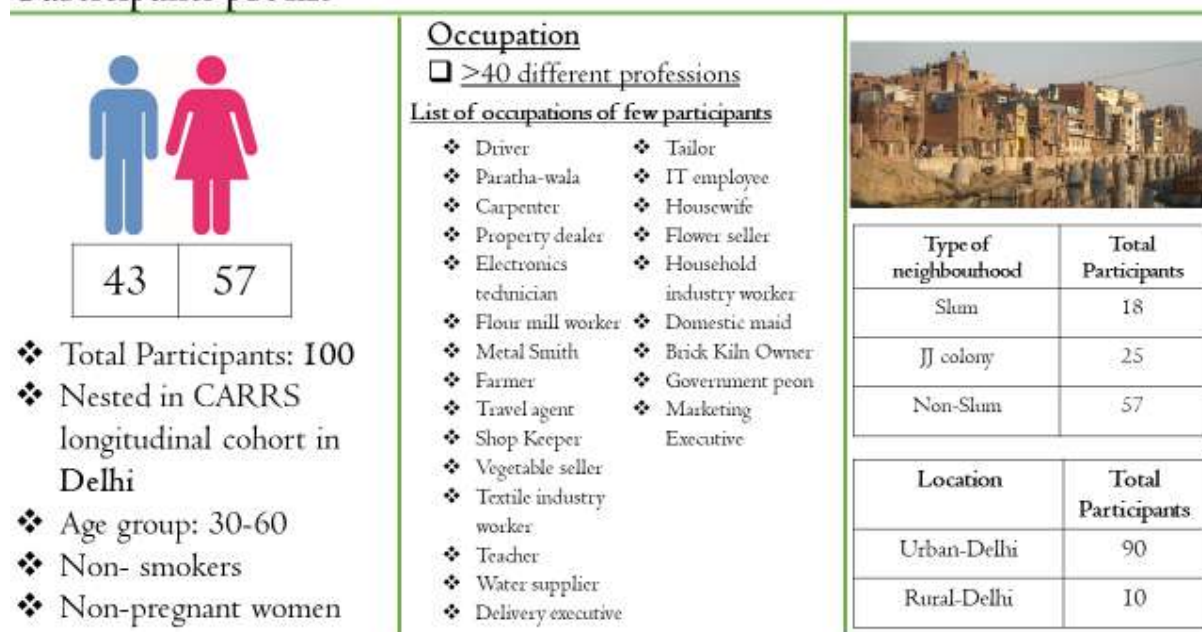 43 57
❖ Total Participants: 100
❖ Nested in CARRS
longitudinal cohort in
Delhi
❖ Age group: 30-60
❖ Non- smokers
❖ Non-pregnant women
Occupation
❑ >40 different professions
List of occupations of few participants
❖ Driver
❖ Paratha-wala
❖ Carpenter
❖ Property dealer
❖ Electronics
technician
❖ Flour mill worker
❖ Metal Smith
❖ Farmer
❖ Travel agent
❖ Shop Keeper
❖ Vegetable seller
❖ Textile industry
worker
❖ Teacher
❖ Water supplier
❖ Delivery executive
❖ Tailor
❖ IT employee
❖ Housewife
❖ Flower seller
❖ Household
industry worker
❖ Domestic maid
❖ Brick Kiln Owner
❖ Government peon
❖ Marketing
Executive
Type of neighbourhood Total Participants
Slum 18
JJ colony 25
Non-Slum 57
Location Total Participants
Urban-Delhi 90
Rural-Delhi 10